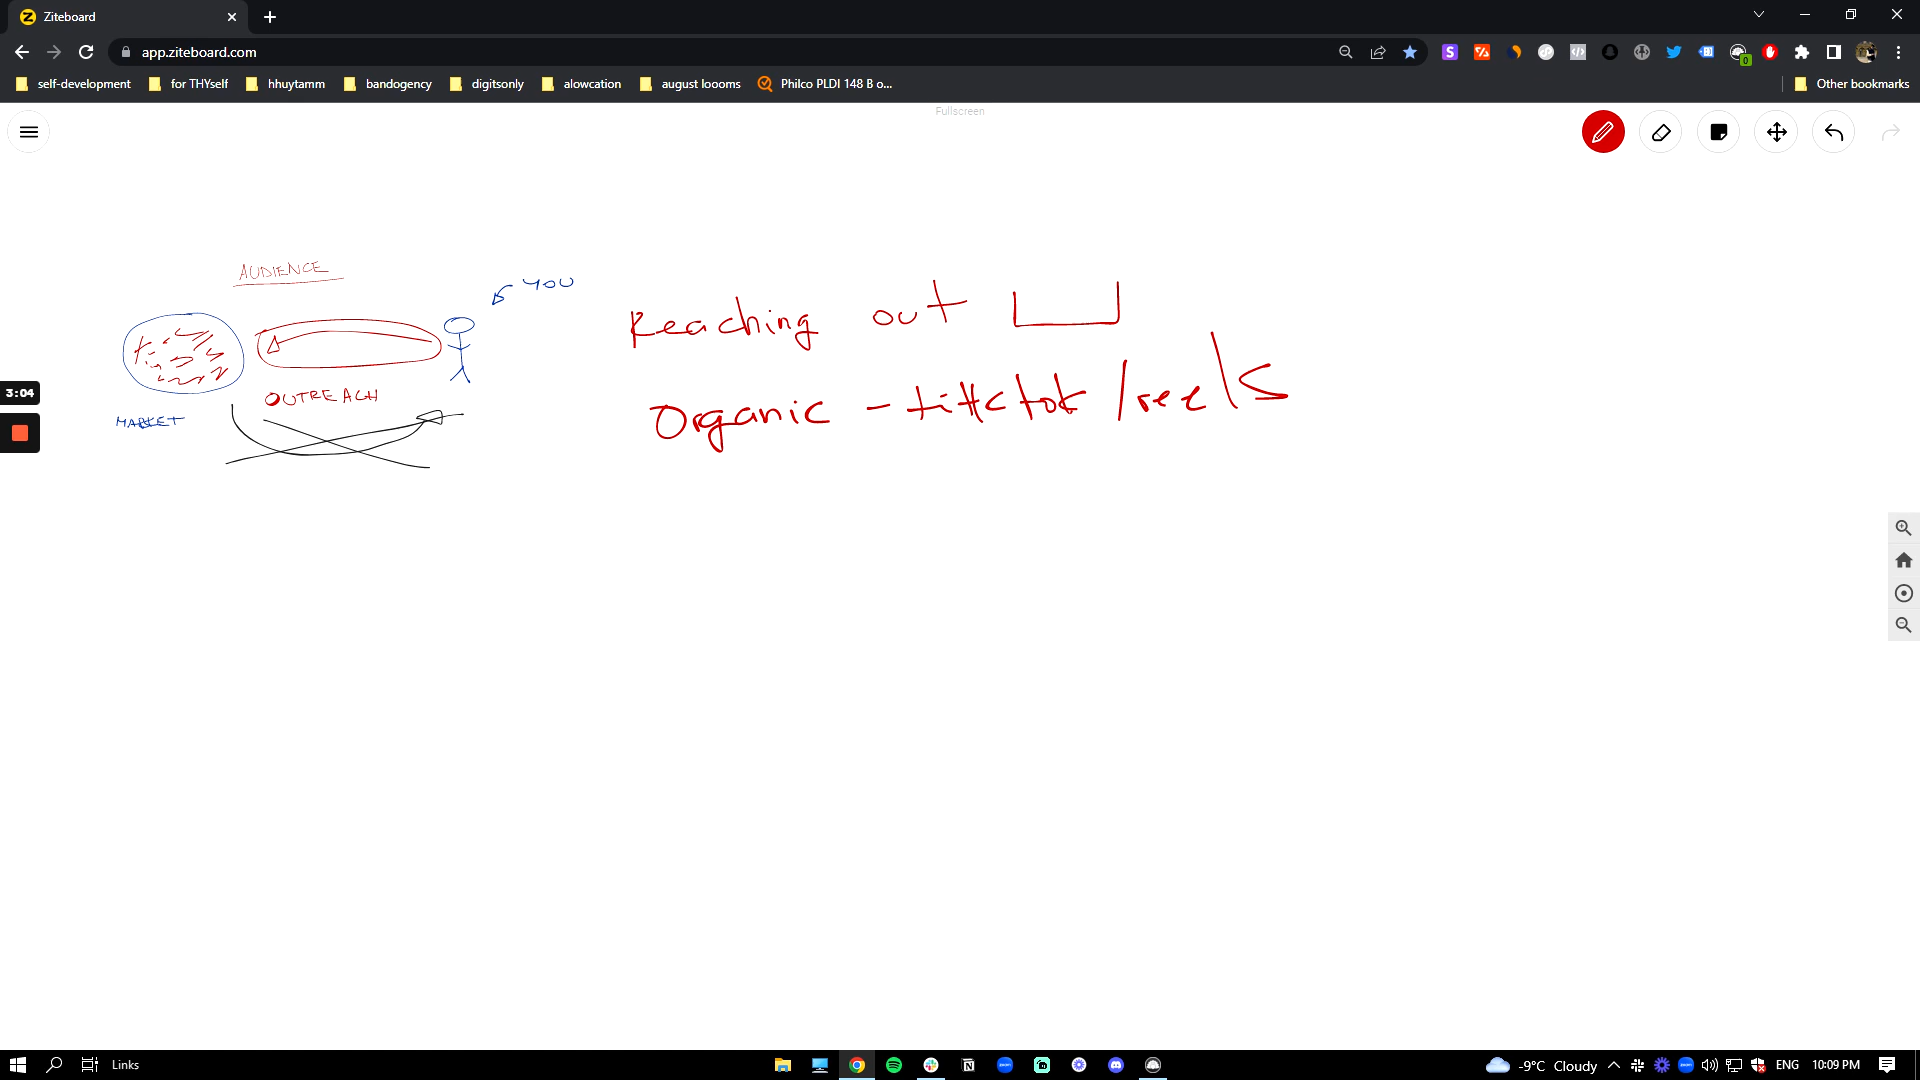 Ziteboard
app.ziteboard.com
self-development for THYself hhuytamm bandogency digitsonly alowcation august loooms Philco PLDI 148 B o... Other bookmarks
Fullscreen
AUDIENCE
YOU
Reaching out
OUTREACH
MARKET
Organic - tiktok / reels
3:04
Links
-9°C Cloudy ENG 10:09 PM